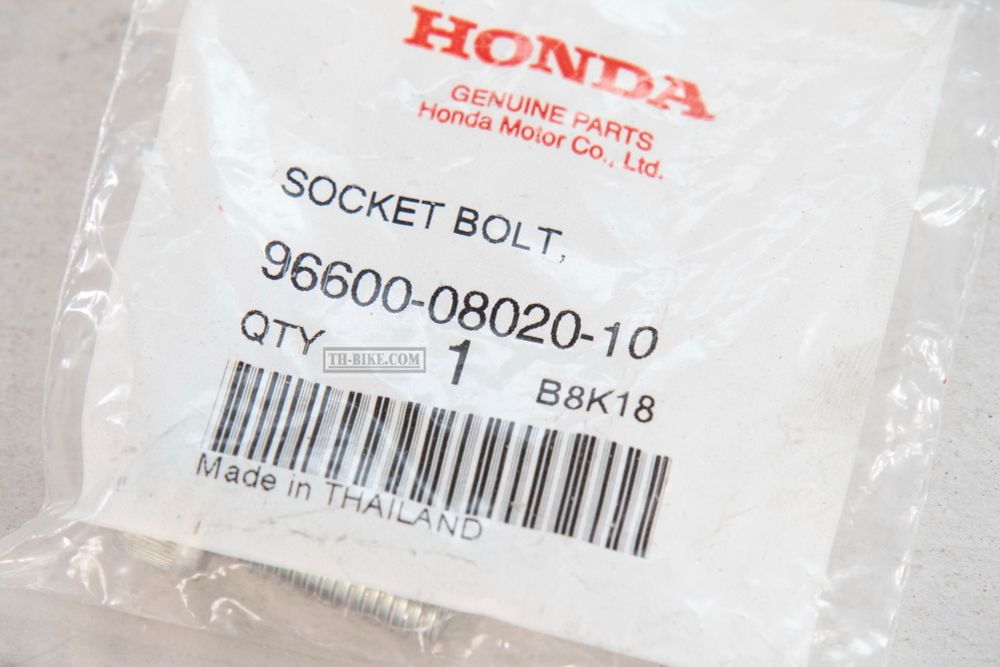 HONDA
GENUINE PARTS
Honda Motor Co., Ltd.
SOCKET BOLT,
96600-08020-10
QTY 1 B8K18
TH-BIKE.COM
Made in THAILAND